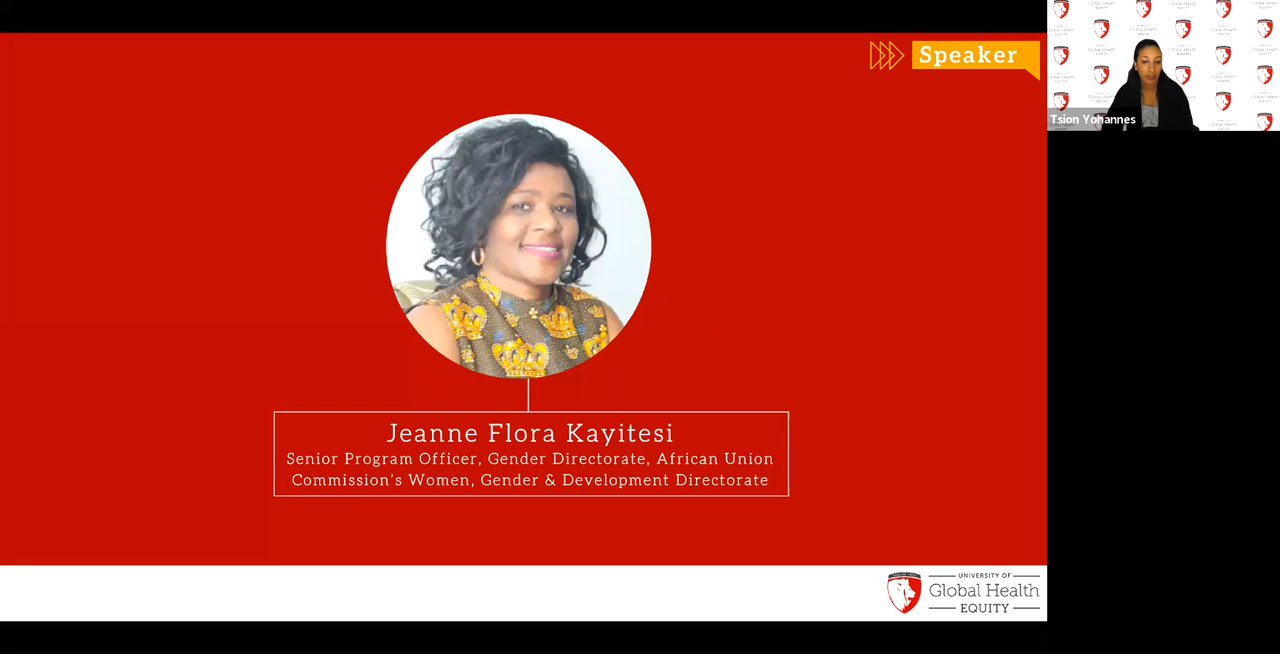 Speaker
Tsion Yohannes
Jeanne Flora Kayitesi
Senior Program Officer, Gender Directorate, African Union
Commission's Women, Gender & Development Directorate
UNIVERSITY OF
Global Health
EQUITY